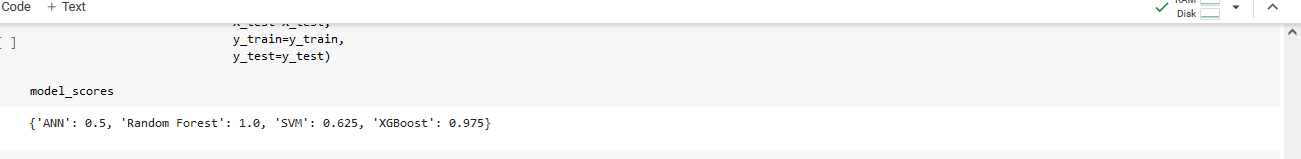 Code + Text
RAM
Disk
[ ]
X_test=X_test,
y_train=y_train,
y_test=y_test)
model_scores
{'ANN': 0.5, 'Random Forest': 1.0, 'SVM': 0.625, 'XGBoost': 0.975}